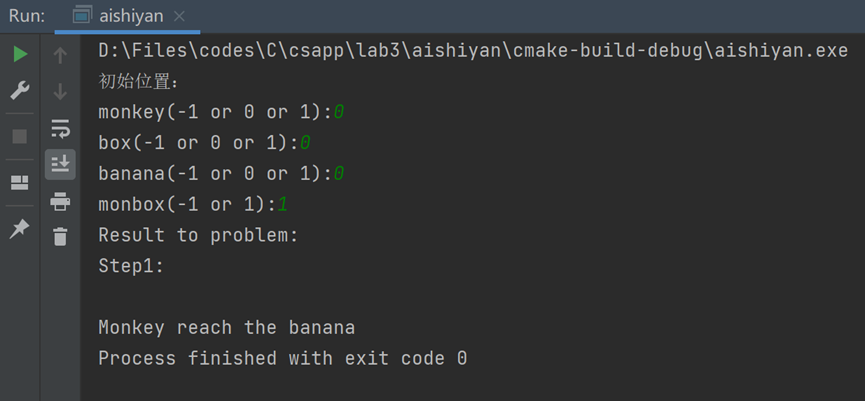 Run: aishiyan
D:\Files\codes\C\csapp\lab3\aishiyan\cmake-build-debug\aishiyan.exe
初始位置:
monkey(-1 or 0 or 1):0
box(-1 or 0 or 1):0
banana(-1 or 0 or 1):0
monbox(-1 or 1):1
Result to problem:
Step1:
Monkey reach the banana
Process finished with exit code 0